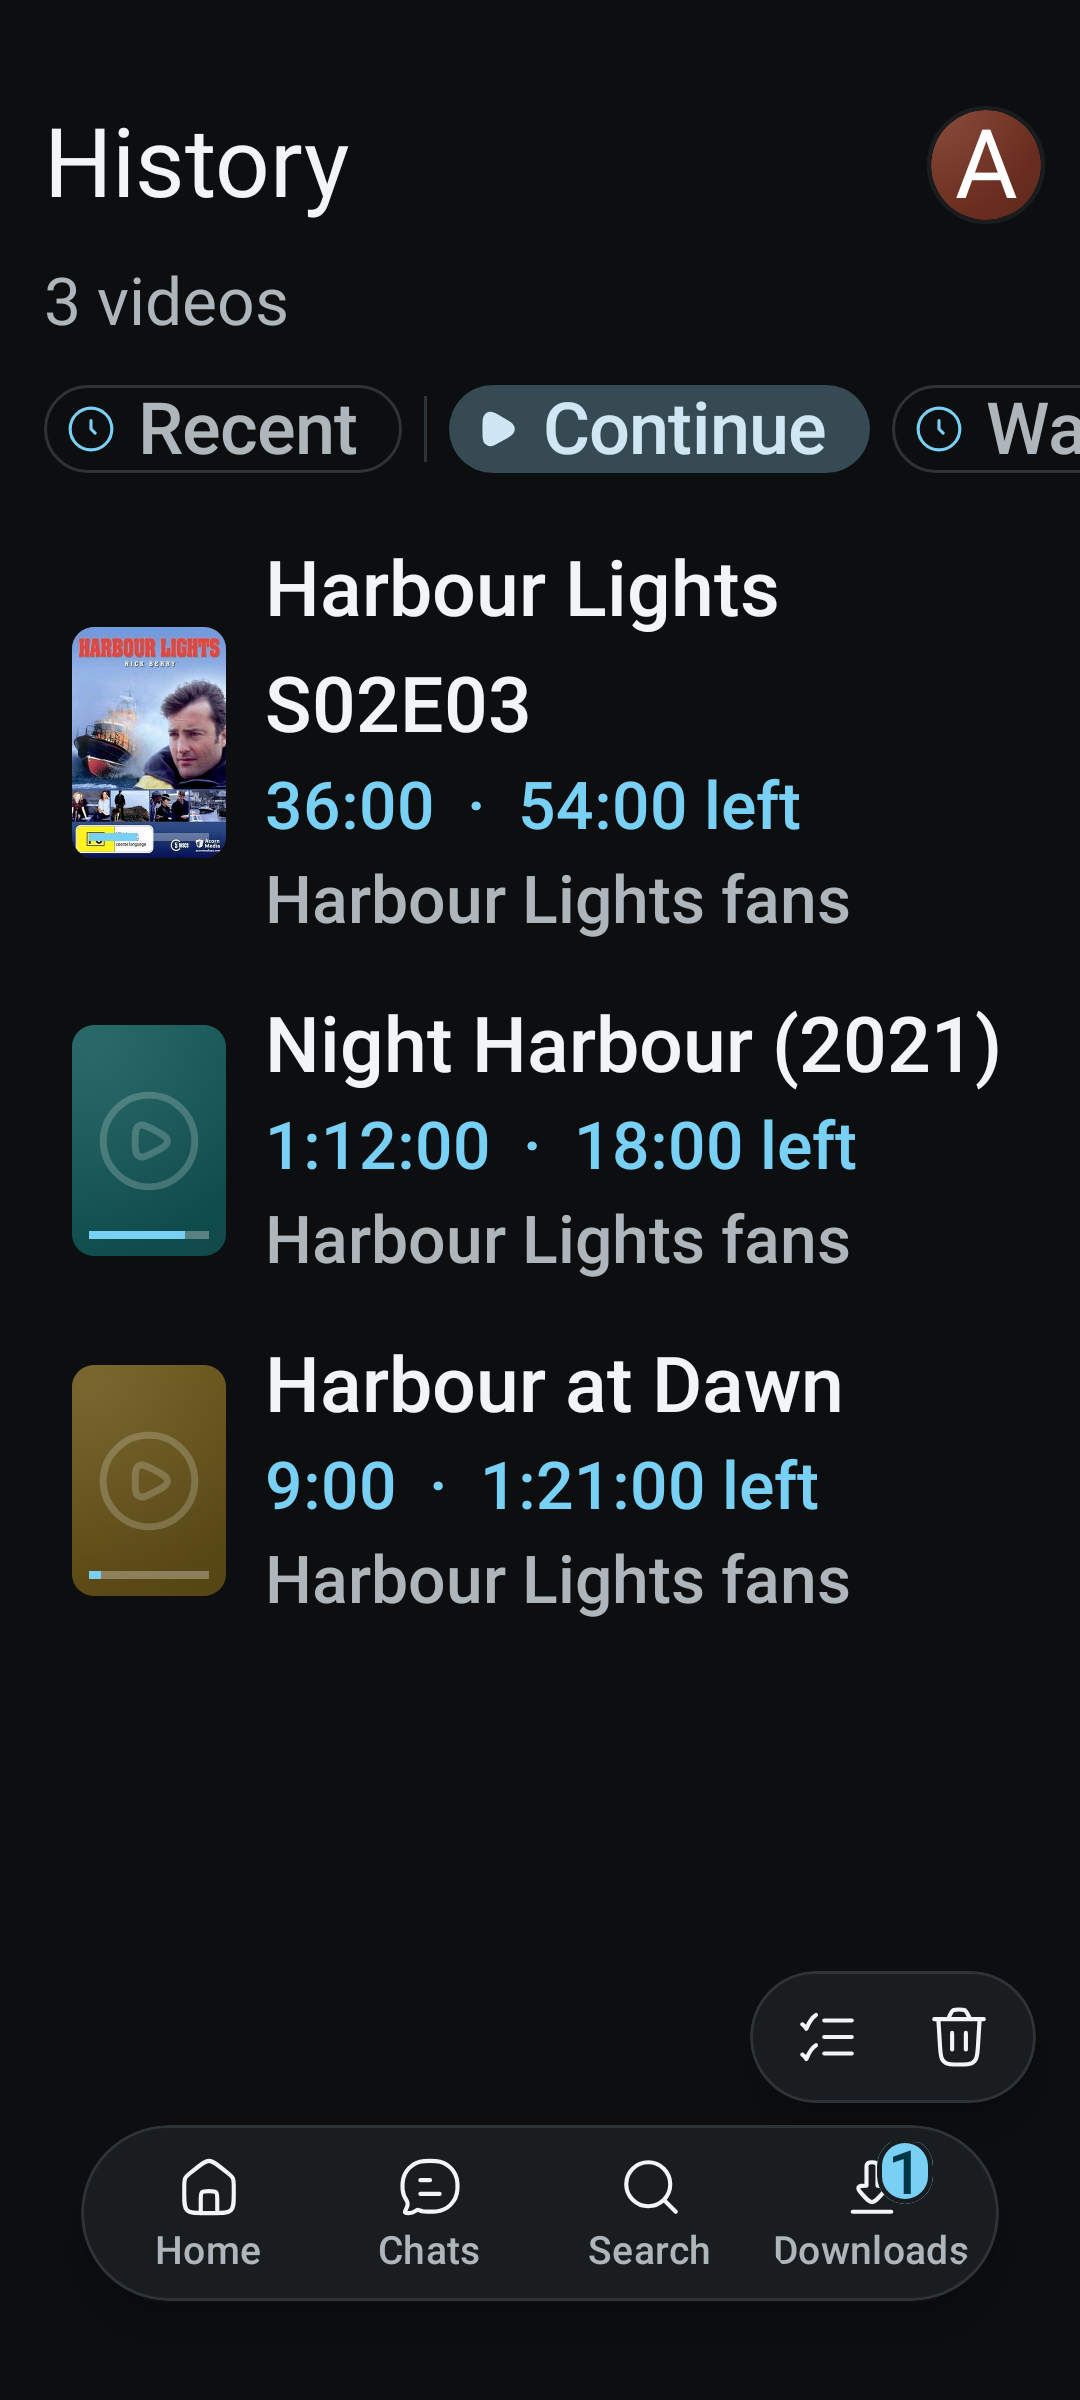 History
A
3 videos
Recent
Continue
Wa
Harbour Lights
S02E03
36:00 · 54:00 left
Harbour Lights fans
HARBOUR LIGHTS
NICK BERRY
Night Harbour (2021)
1:12:00 · 18:00 left
Harbour Lights fans
Harbour at Dawn
9:00 · 1:21:00 left
Harbour Lights fans
1
Home
Chats
Search
Downloads